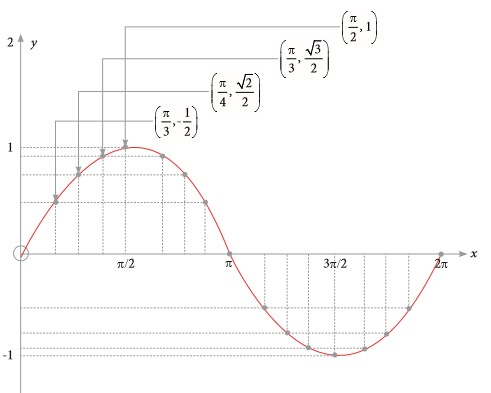 2
y
(π/2, 1)
(π/3, √3/2)
(π/4, √2/2)
(π/3, -1/2)
1
π/2
π
3π/2
2π
x
-1